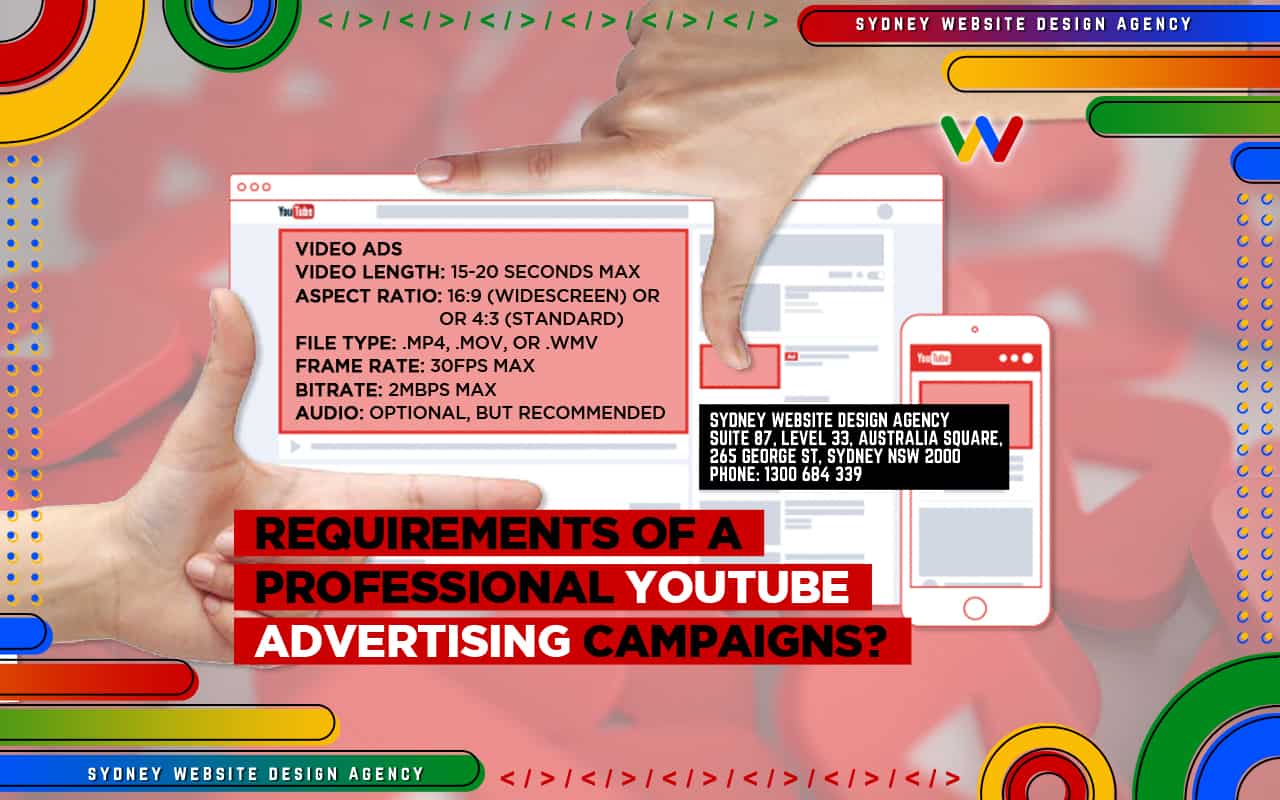 </>/</>/</>/</>/</>/</>/</>/</>
SYDNEY WEBSITE DESIGN AGENCY
W
YouTube
VIDEO ADS
VIDEO LENGTH: 15-20 SECONDS MAX
ASPECT RATIO: 16:9 (WIDESCREEN) OR
OR 4:3 (STANDARD)
FILE TYPE: .MP4, .MOV, OR .WMV
FRAME RATE: 30FPS MAX
BITRATE: 2MBPS MAX
AUDIO: OPTIONAL, BUT RECOMMENDED
Ad
YouTube
SYDNEY WEBSITE DESIGN AGENCY
SUITE 87, LEVEL 33, AUSTRALIA SQUARE,
265 GEORGE ST, SYDNEY NSW 2000
PHONE: 1300 684 339
REQUIREMENTS OF A
PROFESSIONAL YOUTUBE
ADVERTISING CAMPAIGNS?
SYDNEY WEBSITE DESIGN AGENCY
</>/</>/</>/</>/</>/</>/</>/</>